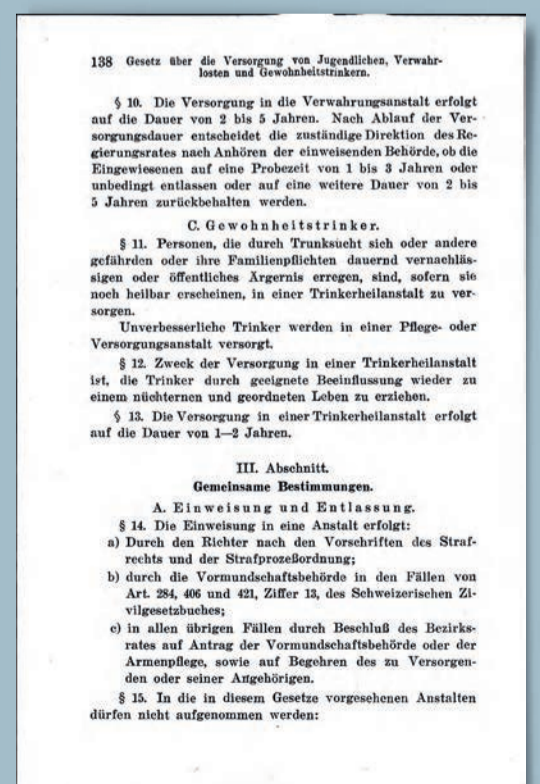 138 Gesetz über die Versorgung von Jugendlichen, Verwahr-
losten und Gewohnheitstrinkern.
§ 10. Die Versorgung in die Verwahrungsanstalt erfolgt
auf die Dauer von 2 bis 5 Jahren. Nach Ablauf der Ver-
sorgungsdauer entscheidet die zuständige Direktion des Re-
gierungsrates nach Anhören der einweisenden Behörde, ob die
Eingewiesenen auf eine Probezeit von 1 bis 3 Jahren oder
unbedingt entlassen oder auf eine weitere Dauer von 2 bis
5 Jahren zurückbehalten werden.
C. Gewohnheitstrinker.
§ 11. Personen, die durch Trunksucht sich oder andere
gefährden oder ihre Familienpflichten dauernd vernachläs-
sigen oder öffentliches Ärgernis erregen, sind, sofern sie
noch heilbar erscheinen, in einer Trinkerheilanstalt zu ver-
sorgen.
Unverbesserliche Trinker werden in einer Pflege- oder
Versorgungsanstalt versorgt.
§ 12. Zweck der Versorgung in einer Trinkerheilanstalt
ist, die Trinker durch geeignete Beeinflussung wieder zu
einem nüchternen und geordneten Leben zu erziehen.
§ 13. Die Versorgung in einer Trinkerheilanstalt erfolgt
auf die Dauer von 1—2 Jahren.
III. Abschnitt.
Gemeinsame Bestimmungen.
A. Einweisung und Entlassung.
§ 14. Die Einweisung in eine Anstalt erfolgt:
a) Durch den Richter nach den Vorschriften des Straf-
rechts und der Strafprozeßordnung;
b) durch die Vormundschaftsbehörde in den Fällen von
Art. 284, 406 und 421, Ziffer 13, des Schweizerischen Zi-
vilgesetzbuches;
c) in allen übrigen Fällen durch Beschluß des Bezirks-
rates auf Antrag der Vormundschaftsbehörde oder der
Armenpflege, sowie auf Begehren des zu Versorgen-
den oder seiner Angehörigen.
§ 15. In die in diesem Gesetze vorgesehenen Anstalten
dürfen nicht aufgenommen werden: